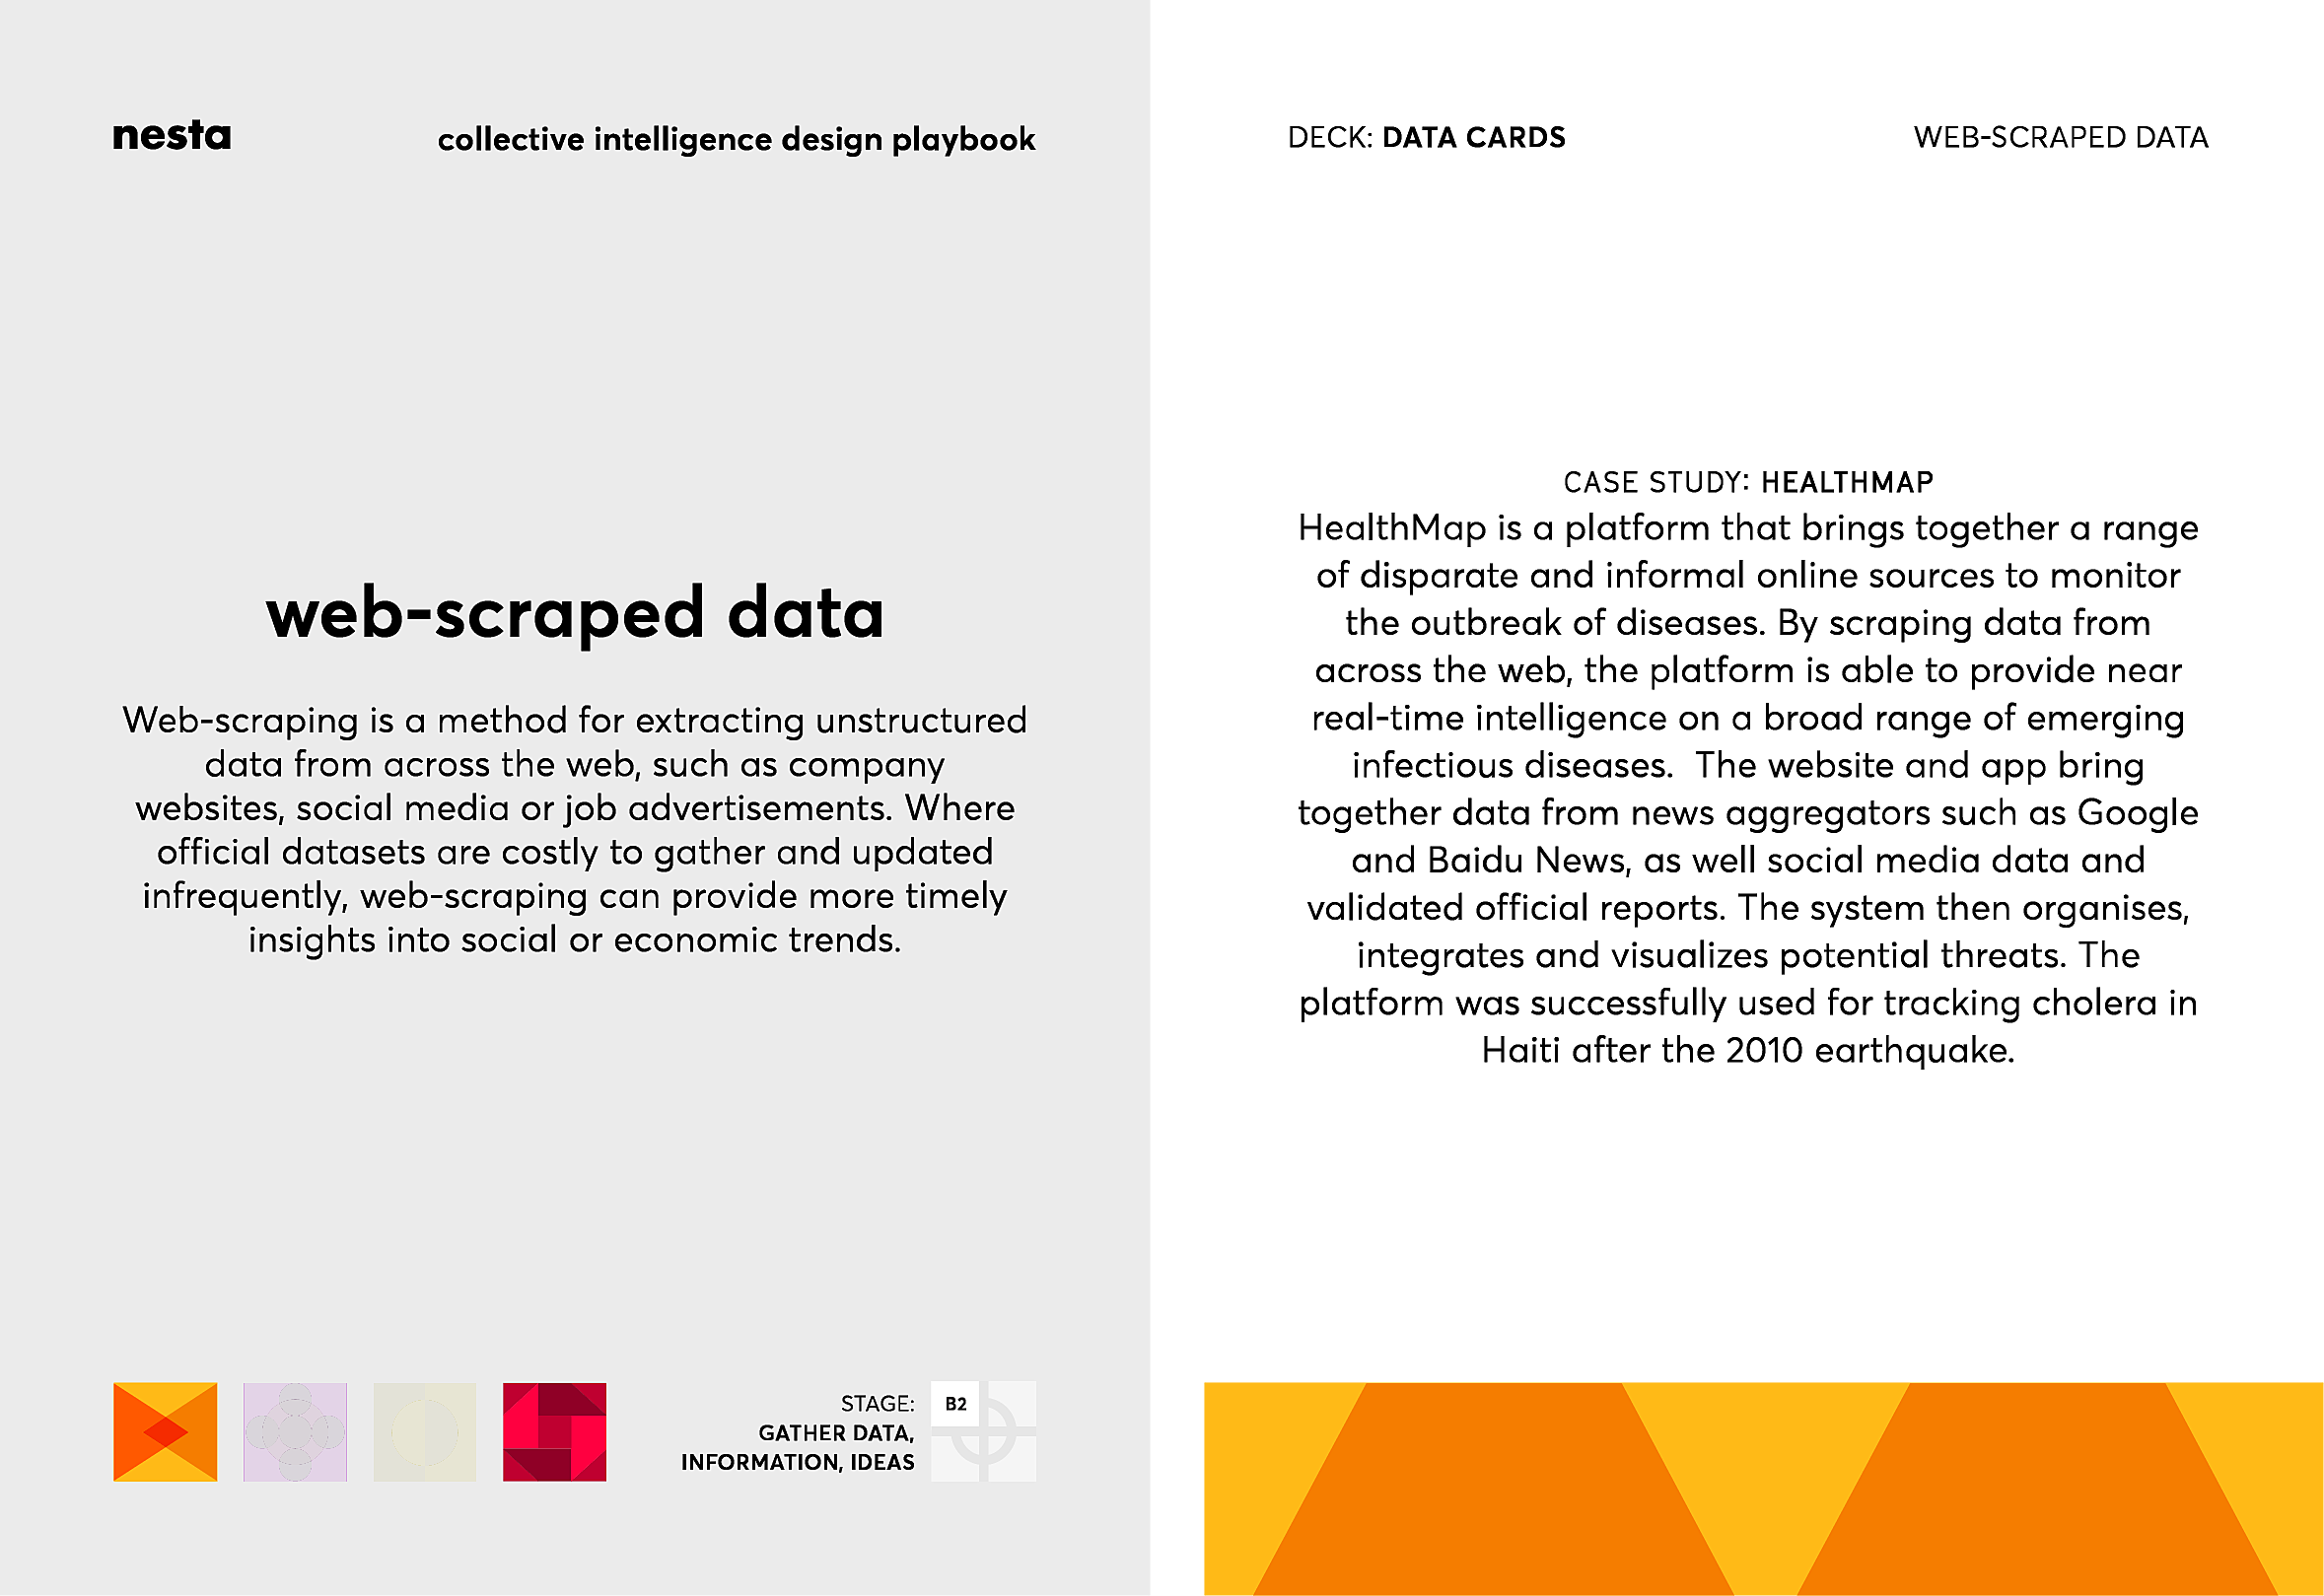 nesta
collective intelligence design playbook
web-scraped data
Web-scraping is a method for extracting unstructured
data from across the web, such as company
websites, social media or job advertisements. Where
official datasets are costly to gather and updated
infrequently, web-scraping can provide more timely
insights into social or economic trends.
STAGE:
GATHER DATA,
INFORMATION, IDEAS
B2
DECK: DATA CARDS
WEB-SCRAPED DATA
CASE STUDY: HEALTHMAP
HealthMap is a platform that brings together a range
of disparate and informal online sources to monitor
the outbreak of diseases. By scraping data from
across the web, the platform is able to provide near
real-time intelligence on a broad range of emerging
infectious diseases.  The website and app bring
together data from news aggregators such as Google
and Baidu News, as well social media data and
validated official reports. The system then organises,
integrates and visualizes potential threats. The
platform was successfully used for tracking cholera in
Haiti after the 2010 earthquake.